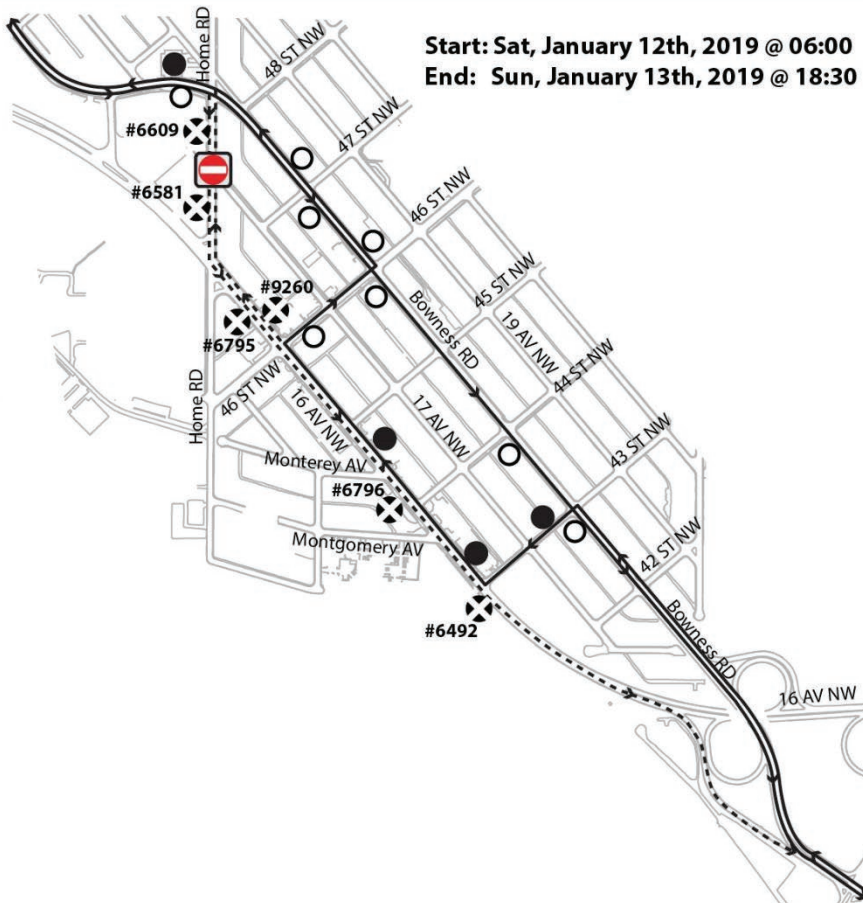 Start: Sat, January 12th, 2019 @ 06:00
End: Sun, January 13th, 2019 @ 18:30
Home RD
48 ST NW
47 ST NW
46 ST NW
45 ST NW
44 ST NW
43 ST NW
42 ST NW
#6609
#6581
#9260
#6795
46 ST NW
Home RD
16 AV NW
Bowness RD
19 AV NW
17 AV NW
Monterey AV
#6796
Montgomery AV
#6492
Bowness RD
16 AV NW